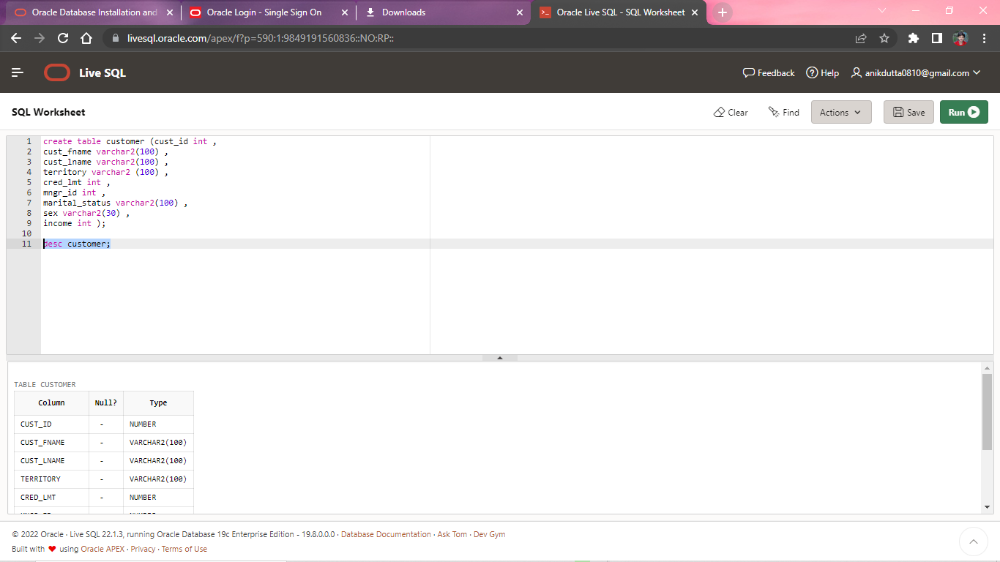 Oracle Database Installation and
Oracle Login - Single Sign On
Downloads
Oracle Live SQL - SQL Worksheet
livesql.oracle.com/apex/f?p=590:1:9849191560836::NO:RP::
Live SQL
Feedback
Help
anikdutta0810@gmail.com
SQL Worksheet
Clear
Find
Actions
Save
Run
1 create table customer (cust_id int ,
2 cust_fname varchar2(100) ,
3 cust_lname varchar2(100) ,
4 territory varchar2 (100) ,
5 cred_lmt int ,
6 mngr_id int ,
7 marital_status varchar2(100) ,
8 sex varchar2(30) ,
9 income int );
10
11 desc customer;
TABLE CUSTOMER
Column Null? Type
CUST_ID - NUMBER
CUST_FNAME - VARCHAR2(100)
CUST_LNAME - VARCHAR2(100)
TERRITORY - VARCHAR2(100)
CRED_LMT - NUMBER
© 2022 Oracle · Live SQL 22.1.3, running Oracle Database 19c Enterprise Edition - 19.8.0.0.0 · Database Documentation · Ask Tom · Dev Gym
Built with ❤ using Oracle APEX · Privacy · Terms of Use